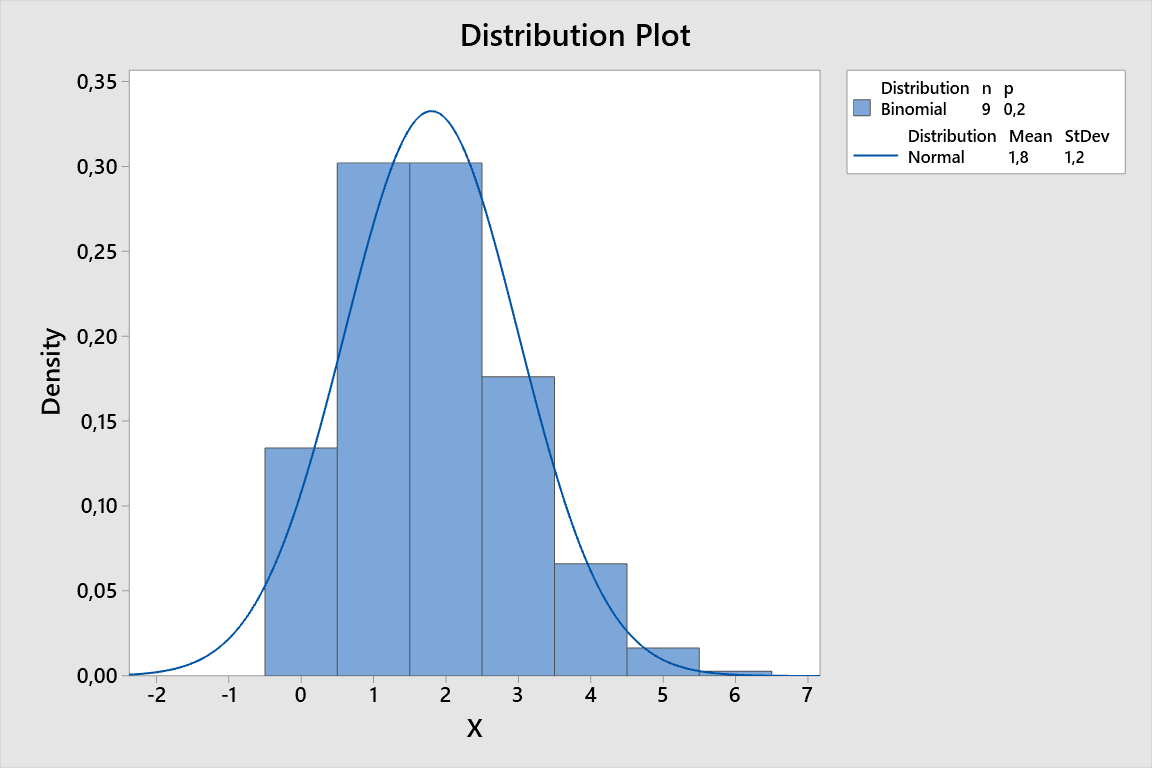 Distribution Plot
Distribution n p
Binomial 9 0,2
Distribution Mean StDev
Normal 1,8 1,2
0,35
0,30
0,25
0,20
0,15
0,10
0,05
0,00
Density
-2 -1 0 1 2 3 4 5 6 7
X